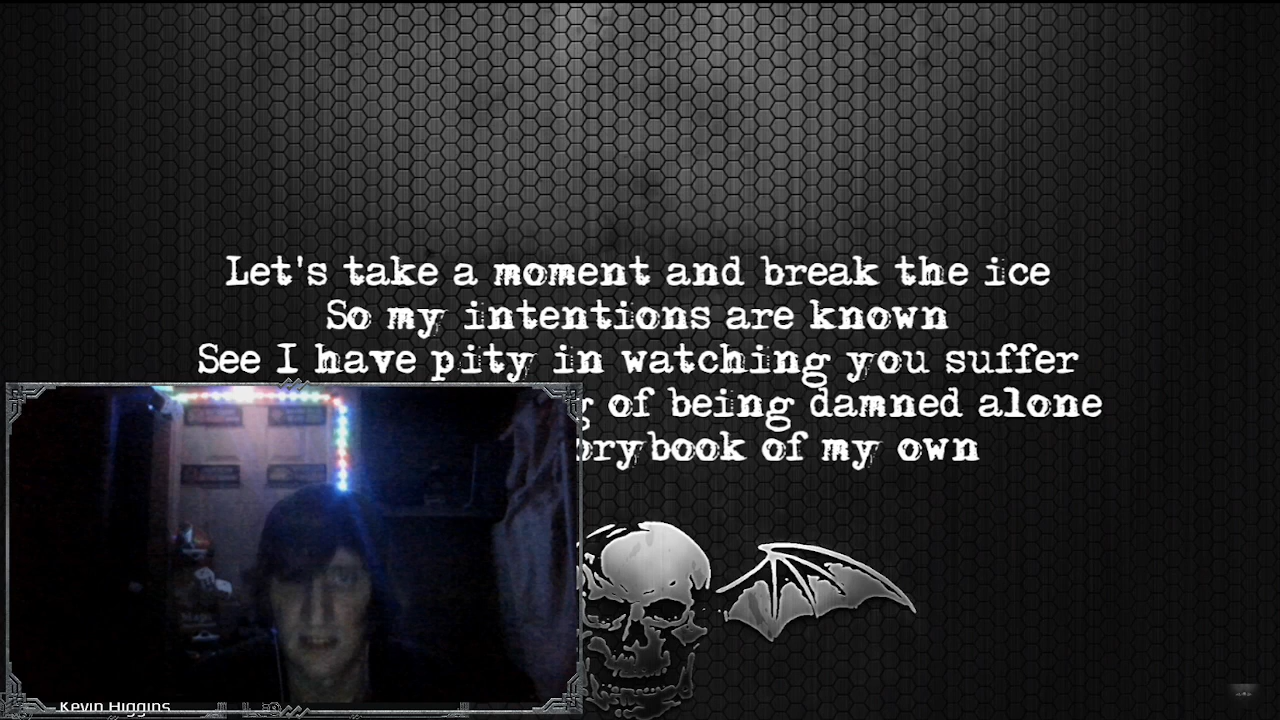 Let's take a moment and break the ice
So my intentions are known
See I have pity in watching you suffer
of being damned alone
book of my own
Kevin Higgins